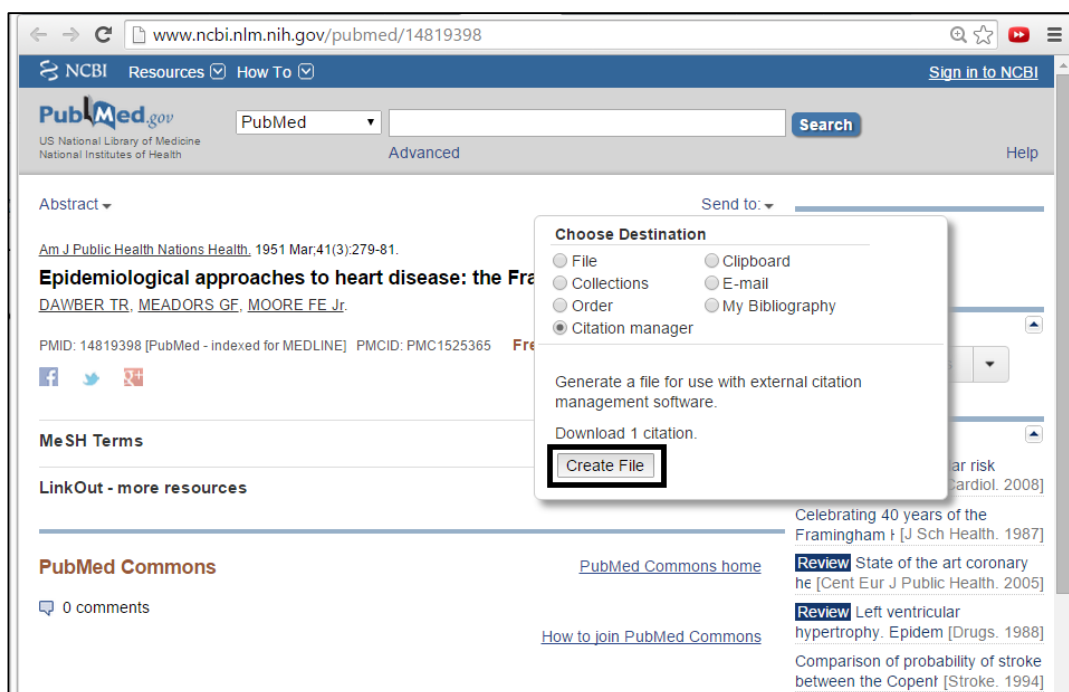 www.ncbi.nlm.nih.gov/pubmed/14819398
NCBI Resources How To Sign in to NCBI
PubMed.gov
US National Library of Medicine
National Institutes of Health
PubMed
Search
Advanced
Help
Abstract
Send to:
Am J Public Health Nations Health. 1951 Mar;41(3):279-81.
Epidemiological approaches to heart disease: the Fra
DAWBER TR, MEADORS GF, MOORE FE Jr.
PMID: 14819398 [PubMed - indexed for MEDLINE] PMCID: PMC1525365 Fre
MeSH Terms
LinkOut - more resources
Choose Destination
File Clipboard
Collections E-mail
Order My Bibliography
Citation manager
Generate a file for use with external citation
management software.
Download 1 citation.
Create File
ar risk
Cardiol. 2008]
Celebrating 40 years of the
Framingham [J Sch Health. 1987]
Review State of the art coronary
he [Cent Eur J Public Health. 2005]
Review Left ventricular
hypertrophy. Epidem [Drugs. 1988]
Comparison of probability of stroke
between the Copenh [Stroke. 1994]
PubMed Commons
PubMed Commons home
0 comments
How to join PubMed Commons